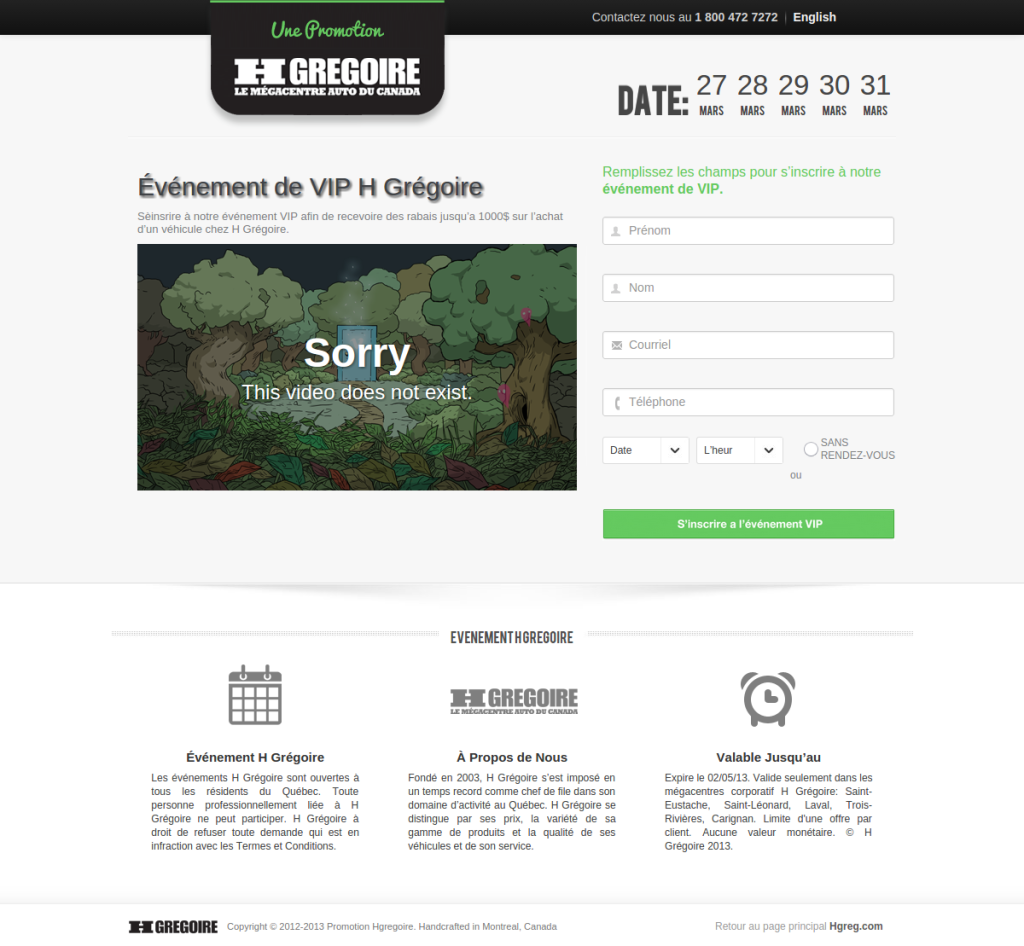 Contactez nous au 1 800 472 7272 | English
Une Promotion
H GREGOIRE
LE MÉGACENTRE AUTO DU CANADA
DATE: 27 28 29 30 31
MARS MARS MARS MARS MARS
Événement de VIP H Grégoire
Sèinsrire à notre événement VIP afin de recevoire des rabais jusqu'a 1000$ sur l'achat
d'un véhicule chez H Grégoire.
Sorry
This video does not exist.
Remplissez les champs pour s'inscrire à notre
événement de VIP.
Prénom
Nom
Courriel
Téléphone
Date
L'heur
SANS
RENDEZ-VOUS
ou
S'inscrire a l'événement VIP
EVENEMENT H GREGOIRE
Événement H Grégoire
Les événements H Grégoire sont ouvertes à
tous les résidents du Québec. Toute
personne professionnellement liée à H
Grégoire ne peut participer. H Grégoire à
droit de refuser toute demande qui est en
infraction avec les Termes et Conditions.
H GREGOIRE
LE MÉGACENTRE AUTO DU CANADA
À Propos de Nous
Fondé en 2003, H Grégoire s'est imposé en
un temps record comme chef de file dans son
domaine d'activité au Québec. H Grégoire se
distingue par ses prix, la variété de sa
gamme de produits et la qualité de ses
véhicules et de son service.
Valable Jusqu'au
Expire le 02/05/13. Valide seulement dans les
mégacentres corporatif H Grégoire: Saint-
Eustache, Saint-Léonard, Laval, Trois-
Rivières, Carignan. Limite d'une offre par
client. Aucune valeur monétaire. © H
Grégoire 2013.
H GREGOIRE
Copyright © 2012-2013 Promotion Hgregoire. Handcrafted in Montreal, Canada
Retour au page principal Hgreg.com